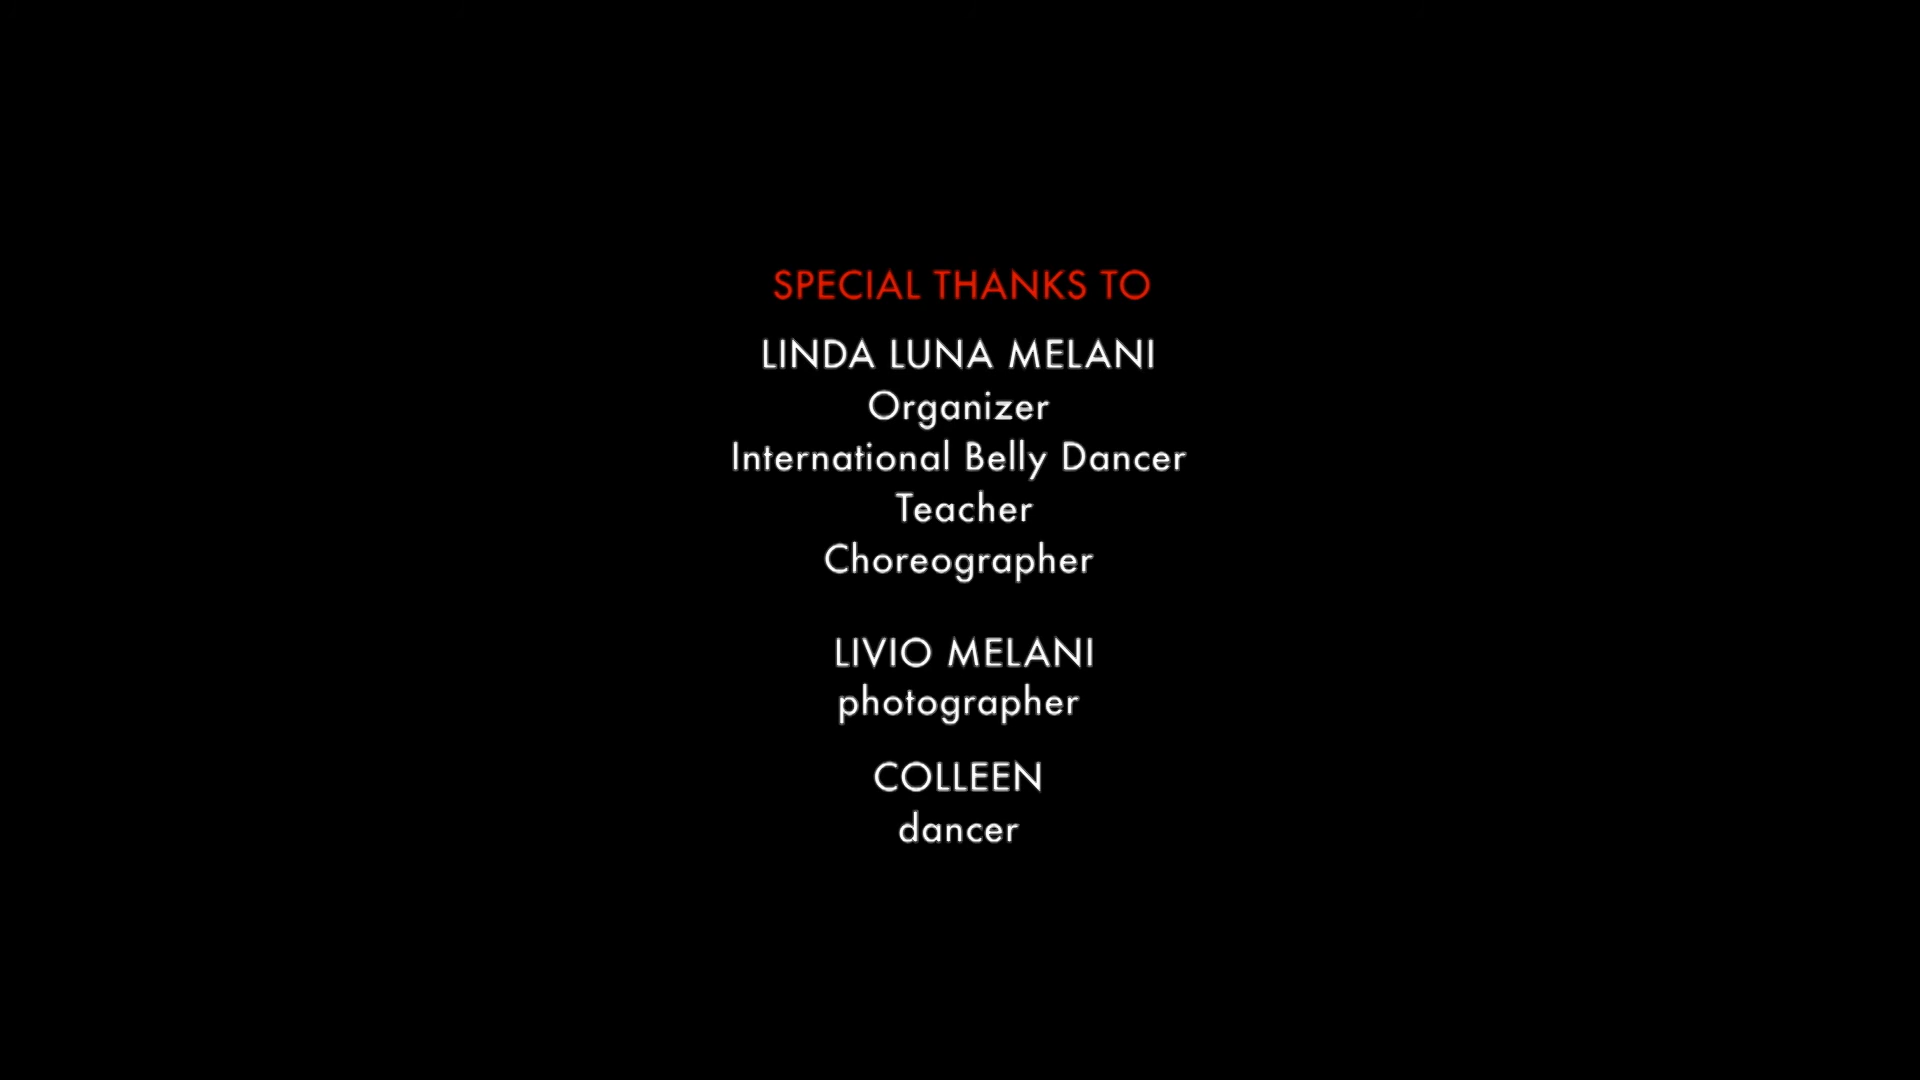 SPECIAL THANKS TO
LINDA LUNA MELANI
Organizer
International Belly Dancer
Teacher
Choreographer
LIVIO MELANI
photographer
COLLEEN
dancer